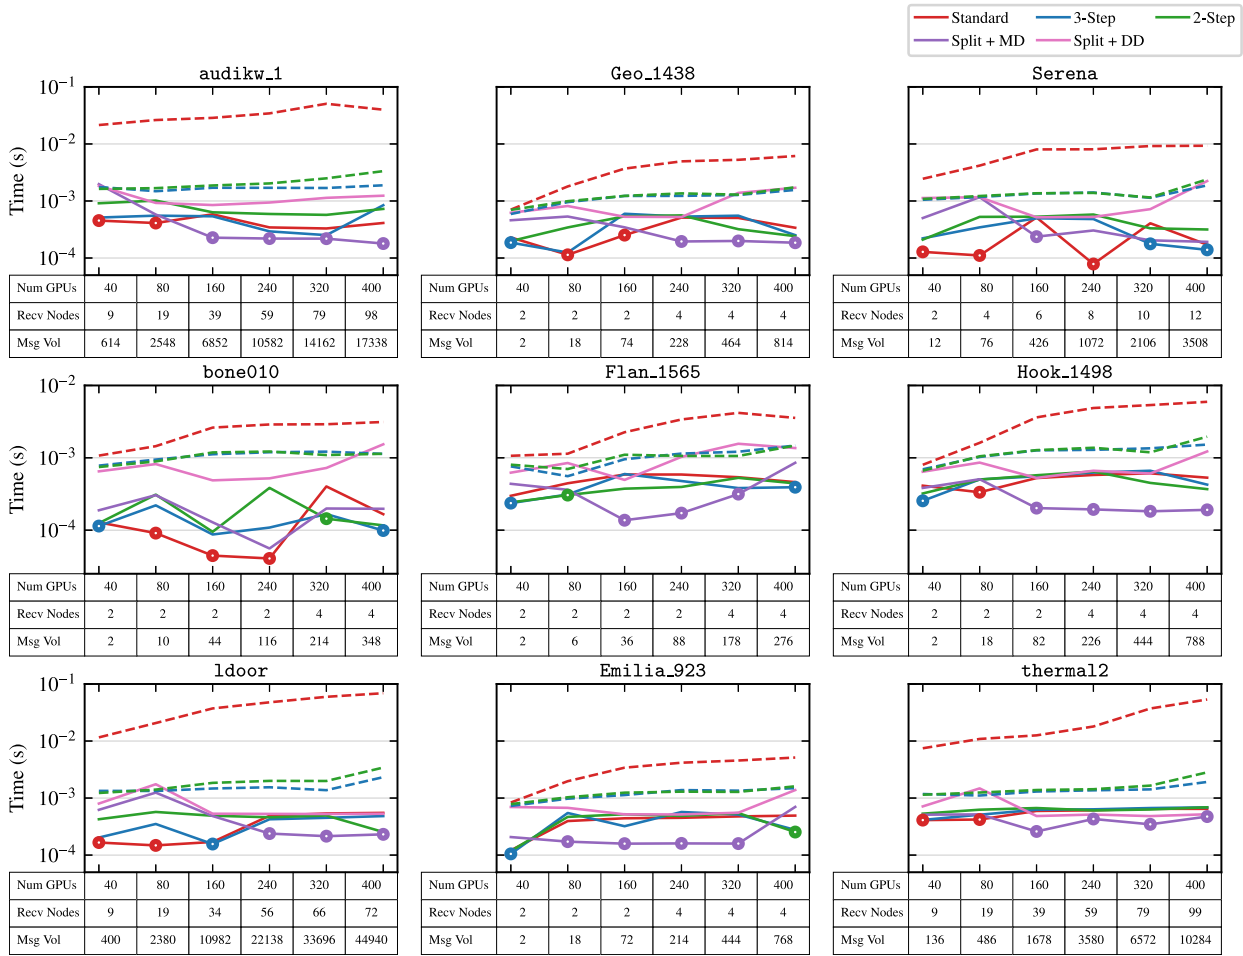 Standard 3-Step 2-Step
Split + MD Split + DD
audikw_1 Geo_1438 Serena
10⁻¹
10⁻²
10⁻³
10⁻⁴
Time (s)
Num GPUs 40 80 160 240 320 400
Recv Nodes 9 19 39 59 79 98
Msg Vol 614 2548 6852 10582 14162 17338
Num GPUs 40 80 160 240 320 400
Recv Nodes 2 2 2 4 4 4
Msg Vol 2 18 74 228 464 814
Num GPUs 40 80 160 240 320 400
Recv Nodes 2 4 6 8 10 12
Msg Vol 12 76 426 1072 2106 3508
bone010 Flan_1565 Hook_1498
10⁻²
10⁻³
10⁻⁴
Time (s)
Num GPUs 40 80 160 240 320 400
Recv Nodes 2 2 2 2 4 4
Msg Vol 2 10 44 116 214 348
Num GPUs 40 80 160 240 320 400
Recv Nodes 2 2 2 2 4 4
Msg Vol 2 6 36 88 178 276
Num GPUs 40 80 160 240 320 400
Recv Nodes 2 2 2 4 4 4
Msg Vol 2 18 82 226 444 788
ldoor Emilia_923 thermal2
10⁻¹
10⁻²
10⁻³
10⁻⁴
Time (s)
Num GPUs 40 80 160 240 320 400
Recv Nodes 9 19 34 56 66 72
Msg Vol 400 2380 10982 22138 33696 44940
Num GPUs 40 80 160 240 320 400
Recv Nodes 2 2 2 4 4 4
Msg Vol 2 18 72 214 444 768
Num GPUs 40 80 160 240 320 400
Recv Nodes 9 19 39 59 79 99
Msg Vol 136 486 1678 3580 6572 10284